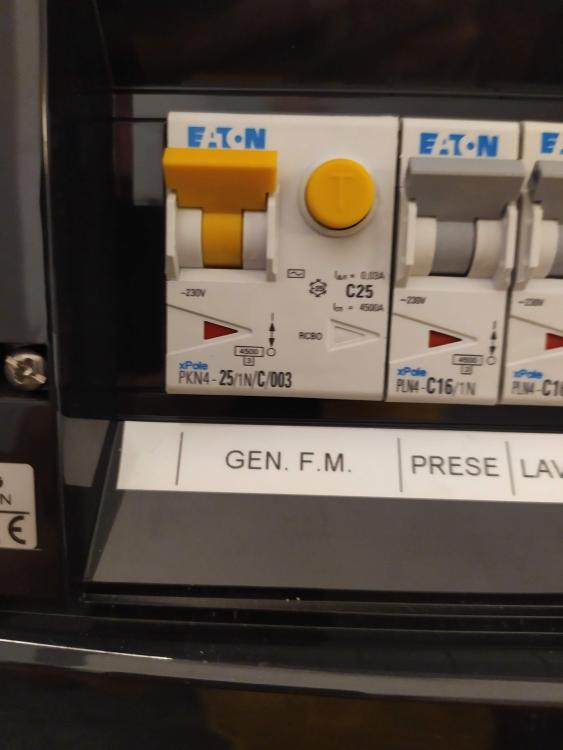 EATON
T
I∆n = 0,03A
-25
C25
Icn = 4500A
~230V
I
RCBO
4500
3
xPole
PKN4-25/1N/C/003
EATON
~230V
I
4500
3
xPole
PLN4-C16/1N
E
~230V
xPole
PLN4-C16
GEN. F.M.
PRESE
LAV
N
CE